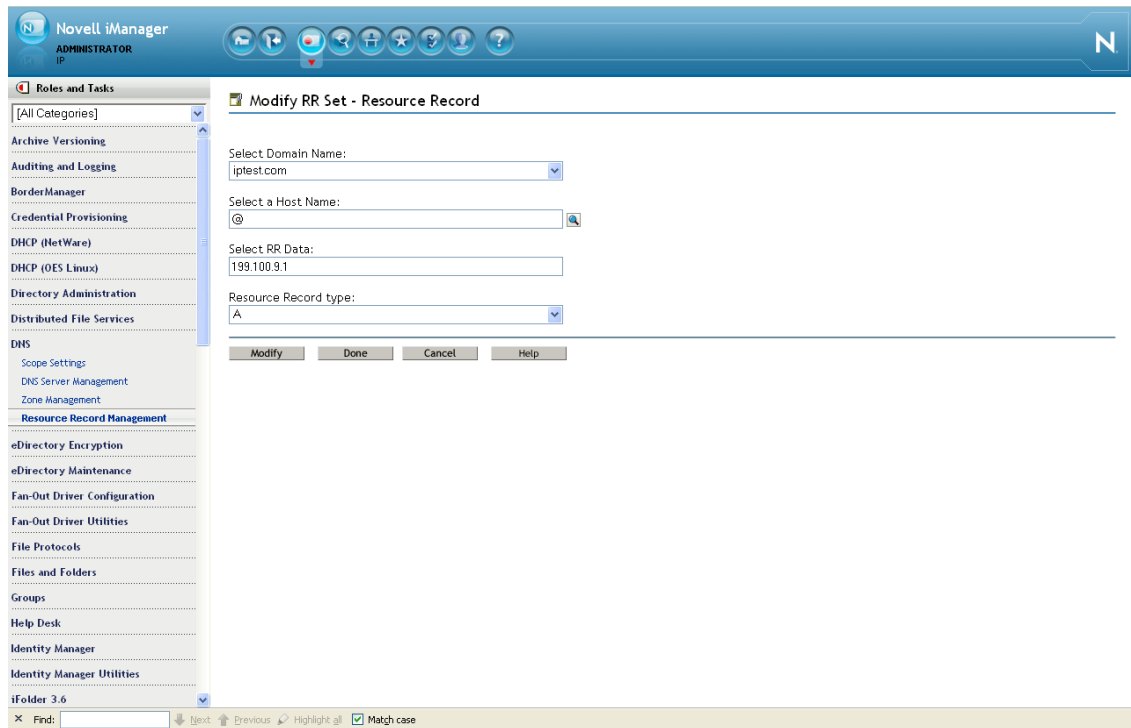 N
Novell iManager
ADMINISTRATOR
IP
?
N
Roles and Tasks
[All Categories]
Archive Versioning
Auditing and Logging
BorderManager
Credential Provisioning
DHCP (NetWare)
DHCP (OES Linux)
Directory Administration
Distributed File Services
DNS
Scope Settings
DNS Server Management
Zone Management
Resource Record Management
eDirectory Encryption
eDirectory Maintenance
Fan-Out Driver Configuration
Fan-Out Driver Utilities
File Protocols
Files and Folders
Groups
Help Desk
Identity Manager
Identity Manager Utilities
iFolder 3.6
Modify RR Set - Resource Record
Select Domain Name:
iptest.com
Select a Host Name:
@
Select RR Data:
199.100.9.1
Resource Record type:
A
Modify Done Cancel Help
× Find: Next Previous Highlight all Match case